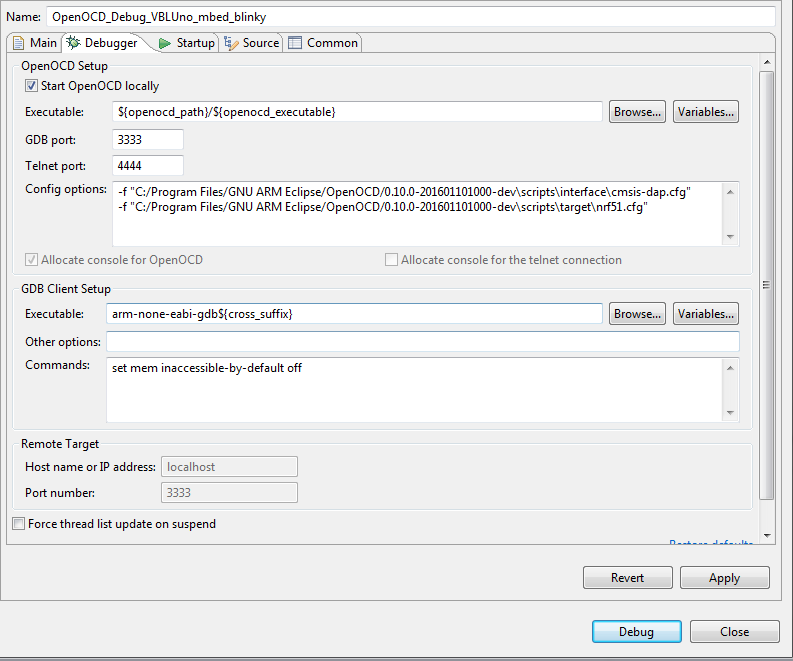 Name: OpenOCD_Debug_VBLUno_mbed_blinky
Main Debugger Startup Source Common
OpenOCD Setup
Start OpenOCD locally
Executable: ${openocd_path}/${openocd_executable} Browse... Variables...
GDB port: 3333
Telnet port: 4444
Config options: -f "C:/Program Files/GNU ARM Eclipse/OpenOCD/0.10.0-201601101000-dev\scripts\interface\cmsis-dap.cfg"
-f "C:/Program Files/GNU ARM Eclipse/OpenOCD/0.10.0-201601101000-dev\scripts\target\nrf51.cfg"
Allocate console for OpenOCD Allocate console for the telnet connection
GDB Client Setup
Executable: arm-none-eabi-gdb${cross_suffix} Browse... Variables...
Other options:
Commands: set mem inaccessible-by-default off
Remote Target
Host name or IP address: localhost
Port number: 3333
Force thread list update on suspend
Restore defaults
Revert Apply
Debug Close